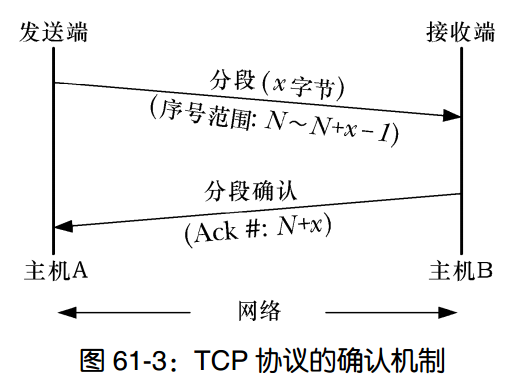 发送端
接收端
分段 (x 字节)
(序号范围: N～N+x－1)
分段确认
(Ack #: N+x)
主机A
主机B
网络
图 61-3：TCP 协议的确认机制